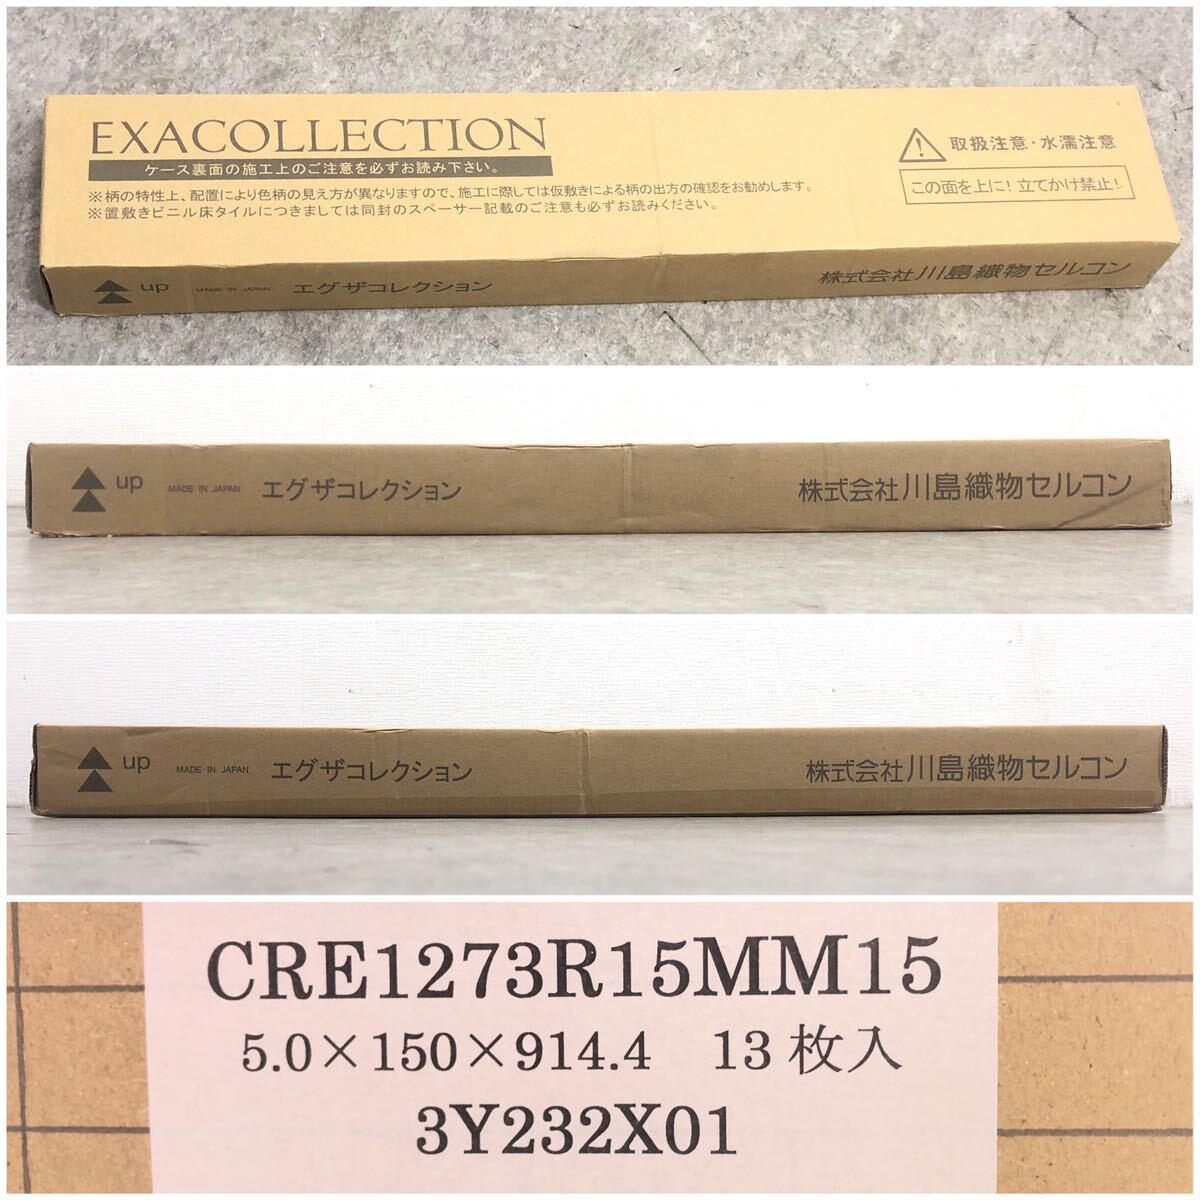 EXACOLLECTION
ケース裏面の施工上のご注意を必ずお読み下さい。
※柄の特性上、配置により色柄の見え方が異なりますので、施工に際しては仮敷きによる柄の出方の確認をお勧めします。
※置敷きビニル床タイルにつきましては同封のスペーサー記載のご注意も必ずお読みください。
取扱注意・水濡注意
この面を上に！立てかけ禁止！
up MADE IN JAPAN エグザコレクション 株式会社川島織物セルコン
up MADE IN JAPAN エグザコレクション 株式会社川島織物セルコン
up MADE IN JAPAN エグザコレクション 株式会社川島織物セルコン
CRE1273R15MM15
5.0×150×914.4 13枚入
3Y232X01